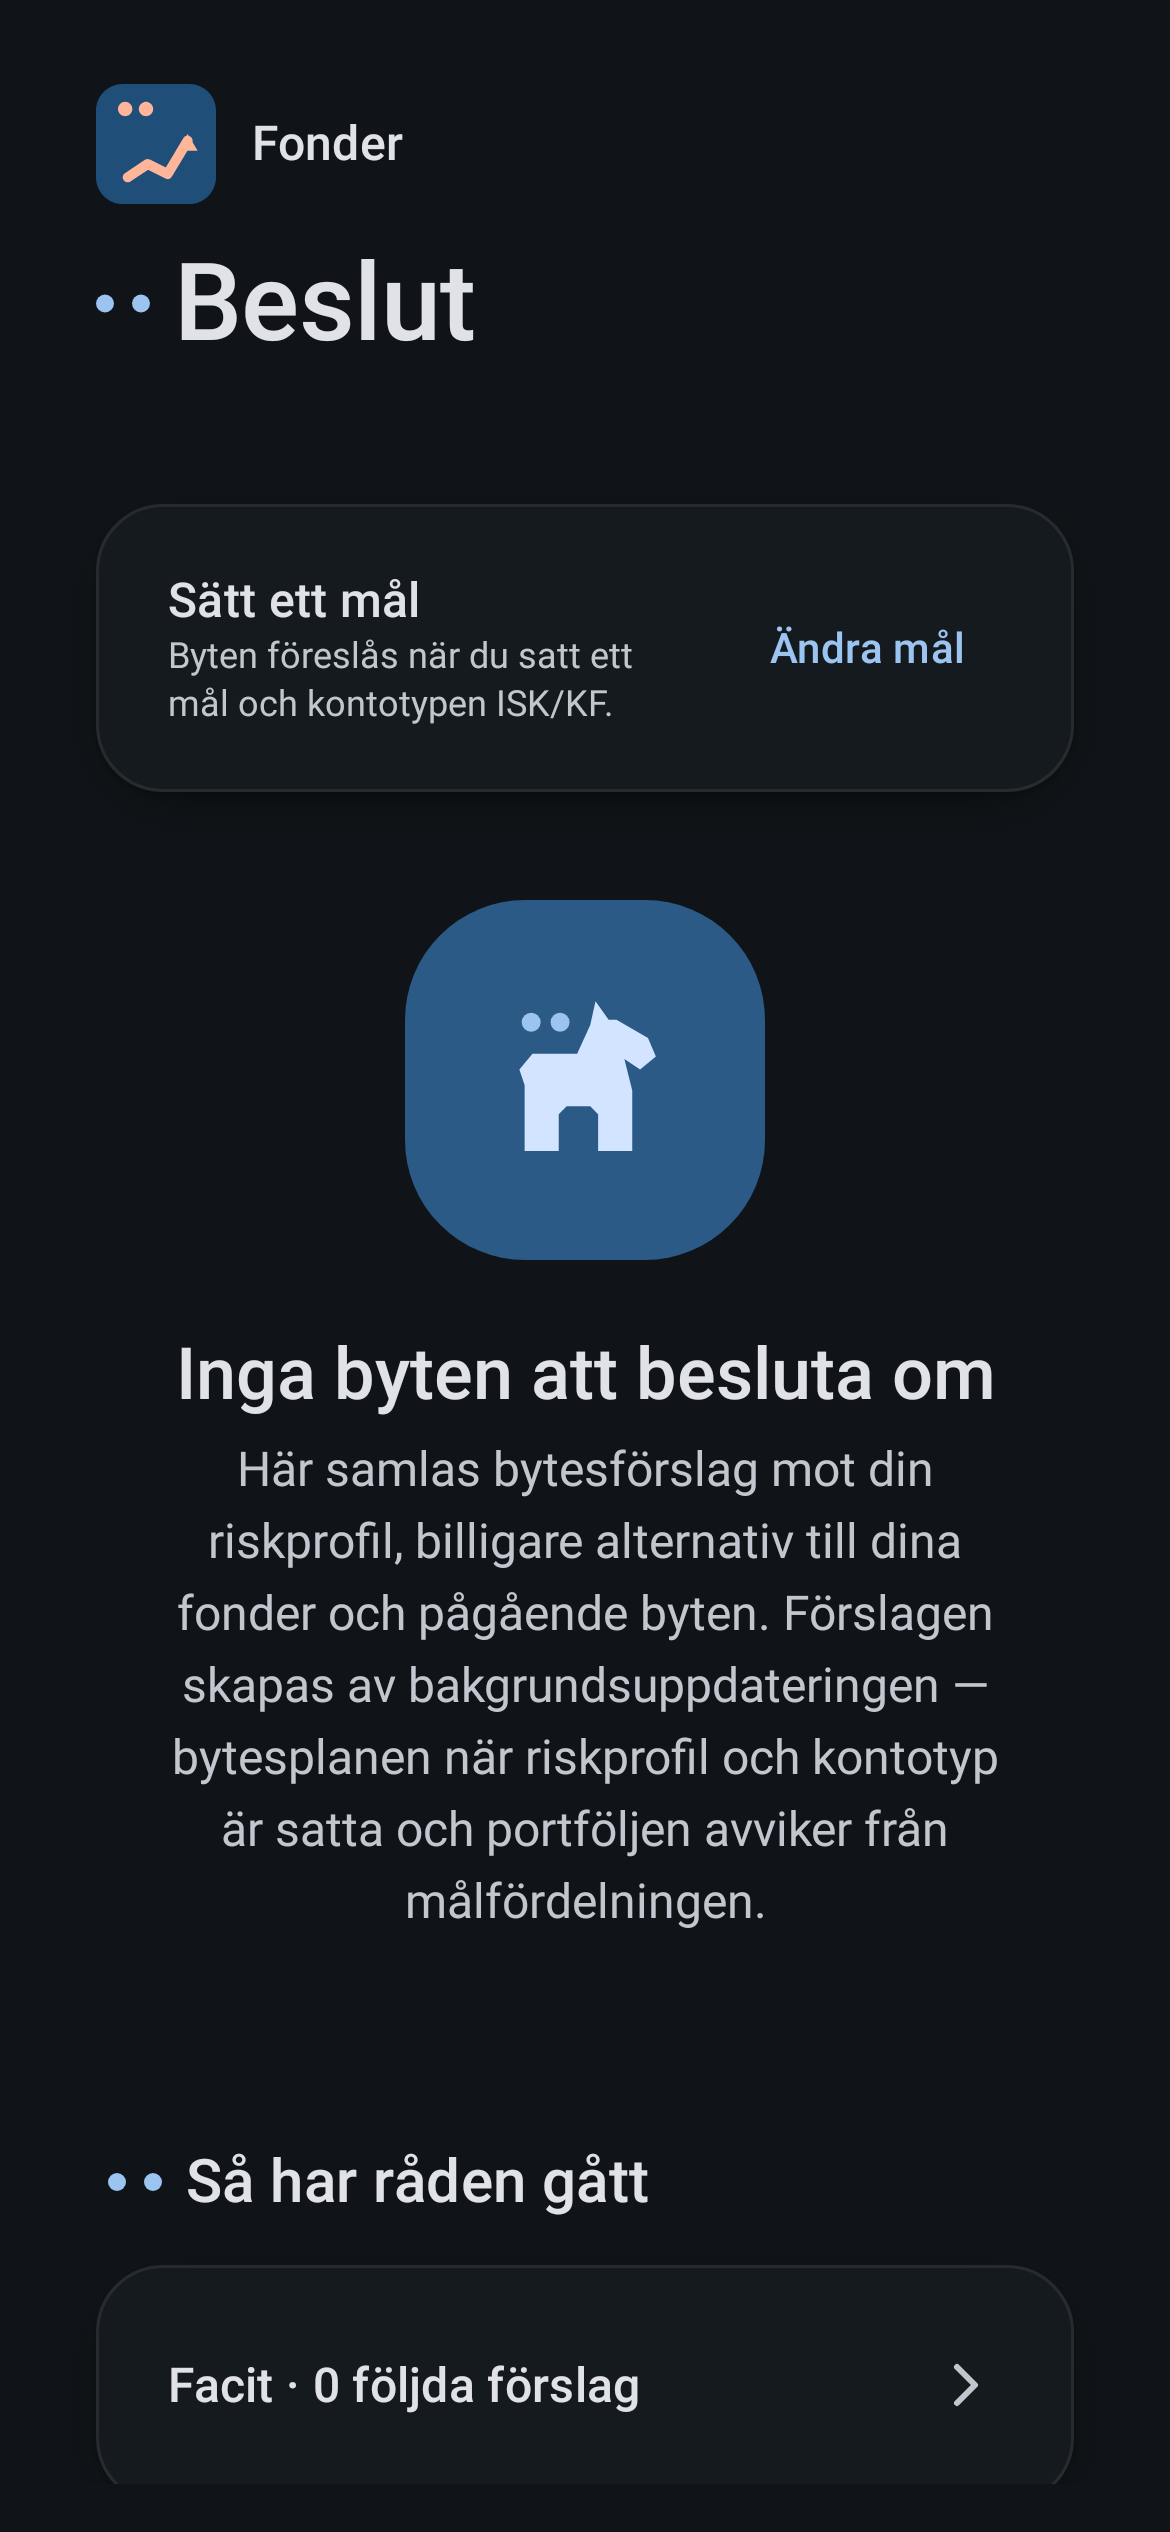 Fonder
Beslut
Sätt ett mål
Byten föreslås när du satt ett
mål och kontotypen ISK/KF.
Ändra mål
Inga byten att besluta om
Här samlas bytesförslag mot din
riskprofil, billigare alternativ till dina
fonder och pågående byten. Förslagen
skapas av bakgrundsuppdateringen —
bytesplanen när riskprofil och kontotyp
är satta och portföljen avviker från
målfördelningen.
Så har råden gått
Facit · 0 följda förslag